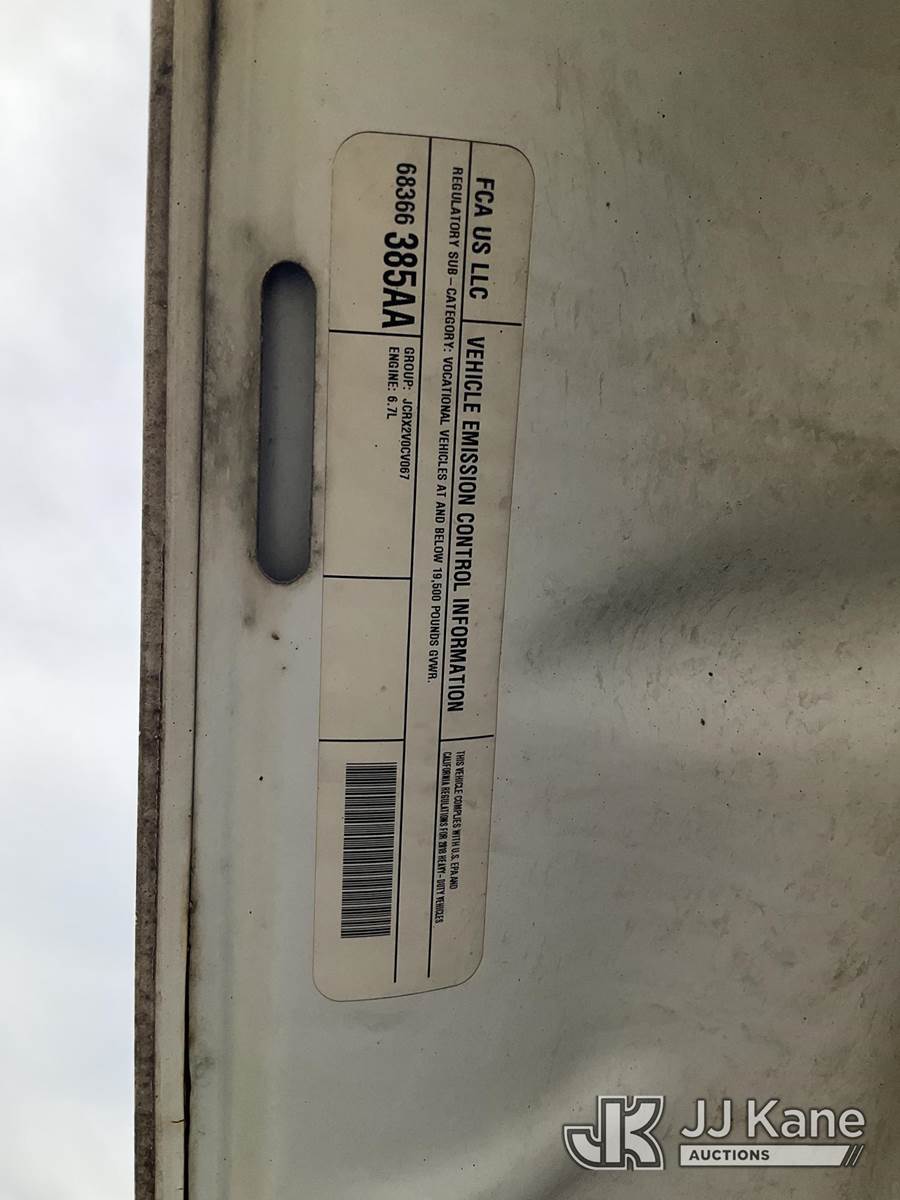 FCA US LLC
VEHICLE EMISSION CONTROL INFORMATION
THIS VEHICLE COMPLIES WITH U.S. EPA AND
CALIFORNIA REGULATIONS FOR 2018 HEAVY-DUTY VEHICLES
REGULATORY SUB-CATEGORY: VOCATIONAL VEHICLES AT AND BELOW 19,500 POUNDS GVWR.
68366 385AA
GROUP: JCRX2V0CV067
ENGINE: 6.7L
JK JJ Kane
AUCTIONS